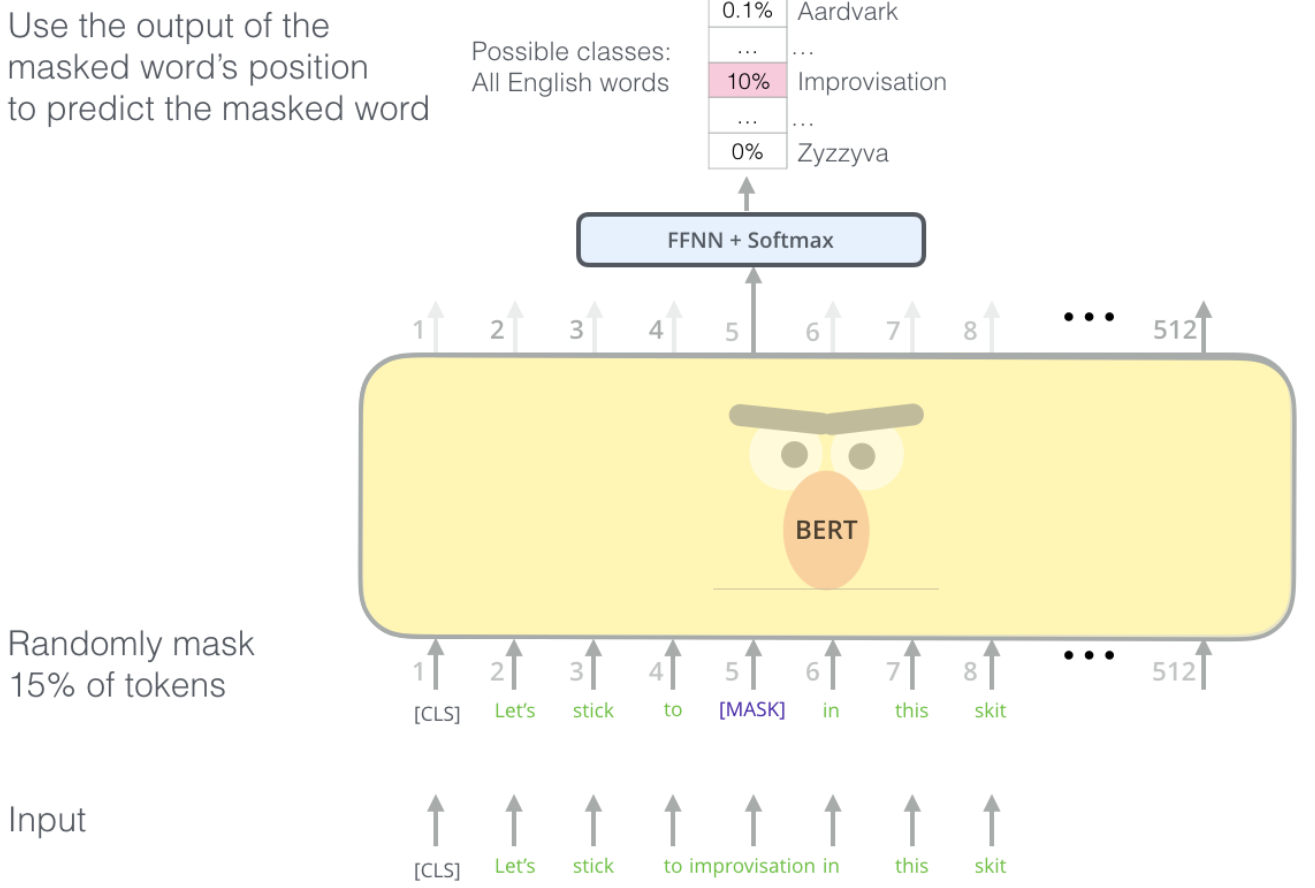 Use the output of the
masked word's position
to predict the masked word
Possible classes:
All English words
0.1% Aardvark
... ...
10% Improvisation
... ...
0% Zyzzyva
FFNN + Softmax
1 2 3 4 5 6 7 8 ••• 512
BERT
Randomly mask
15% of tokens
1 2 3 4 5 6 7 8 ••• 512
[CLS] Let's stick to [MASK] in this skit
Input
[CLS] Let's stick to improvisation in this skit